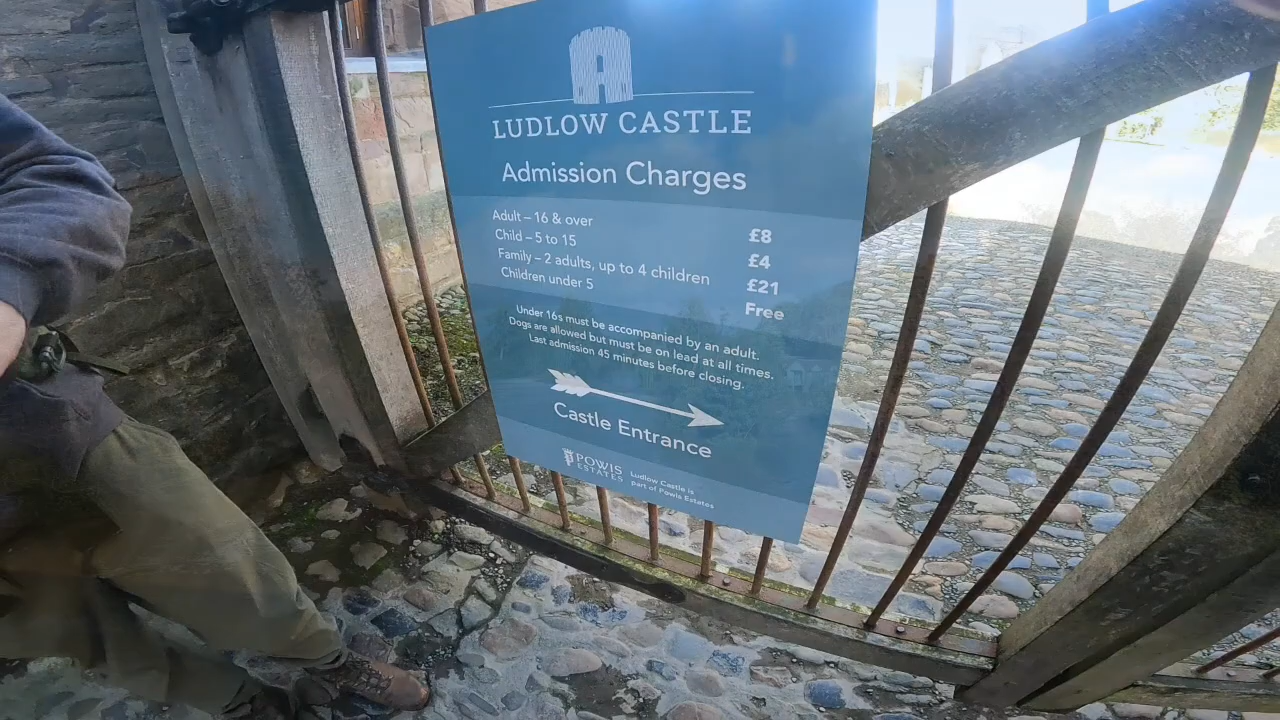 LUDLOW CASTLE
Admission Charges
Adult – 16 & over £8
Child – 5 to 15 £4
Family – 2 adults, up to 4 children £21
Children under 5 Free
Under 16s must be accompanied by an adult.
Dogs are allowed but must be on lead at all times.
Last admission 45 minutes before closing.
Castle Entrance
POWIS
ESTATES
Ludlow Castle is
part of Powis Estates